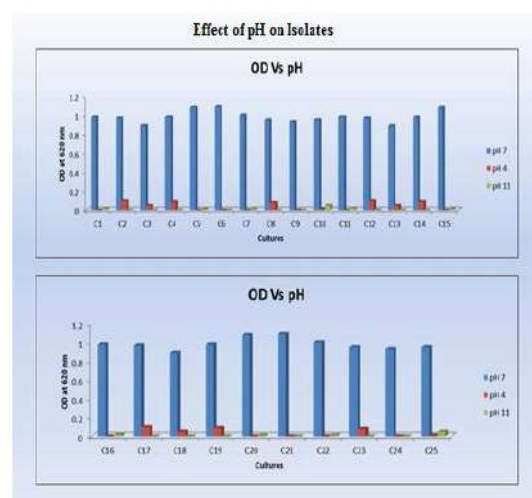 Effect of pH on Isolates
OD Vs pH
OD at 620 nm
1.2
1
0.8
0.6
0.4
0.2
0
C1 C2 C3 C4 C5 C6 C7 C8 C9 C10 C11 C12 C13 C14 C15
Cultures
pH 7
pH 4
pH 11
OD Vs pH
OD at 620 nm
1.2
1
0.8
0.6
0.4
0.2
0
C16 C17 C18 C19 C20 C21 C22 C23 C24 C25
Cultures
pH 7
pH 4
pH 11